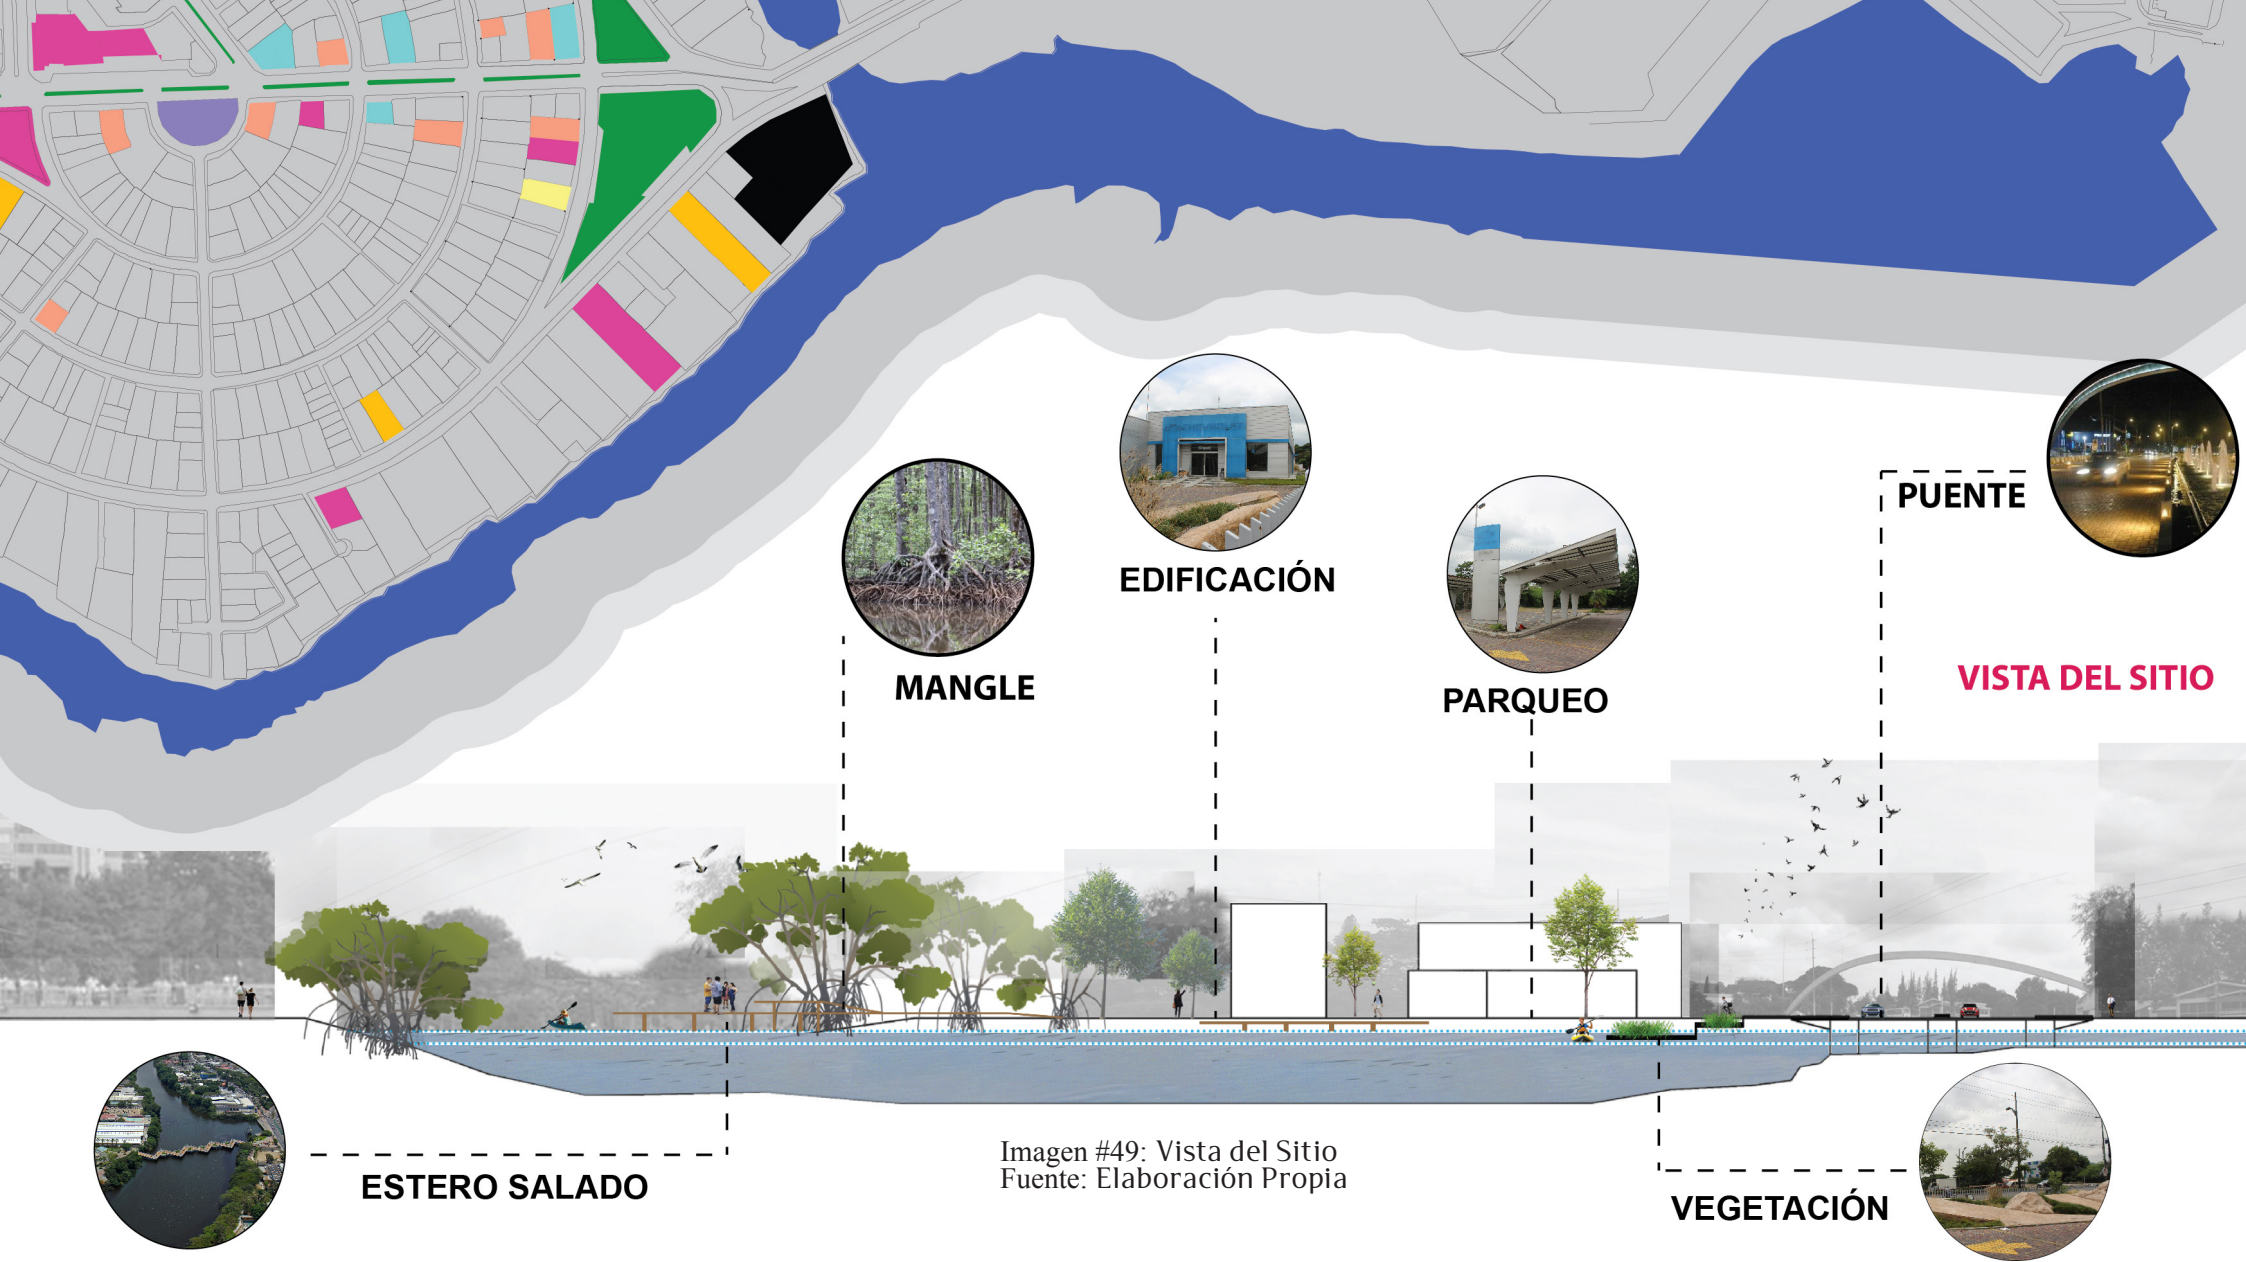 PUENTE
EDIFICACIÓN
VISTA DEL SITIO
MANGLE
PARQUEO
Imagen #49: Vista del Sitio
Fuente: Elaboración Propia
ESTERO SALADO
VEGETACIÓN